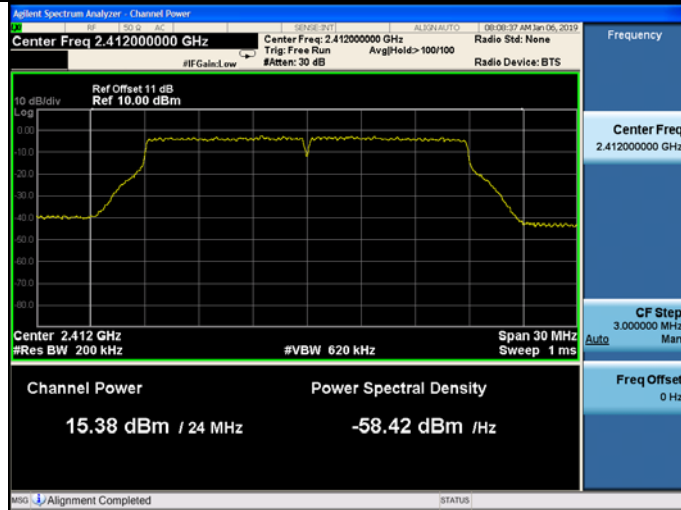 Agilent Spectrum Analyzer - Channel Power
RF 50 Ω AC SENSE:INT ALIGN AUTO 08:08:37 AM Jan 06, 2019
Center Freq 2.412000000 GHz
Center Freq: 2.412000000 GHz
Radio Std: None
Trig: Free Run Avg|Hold:> 100/100
#IFGain:Low
#Atten: 30 dB
Radio Device: BTS
Ref Offset 11 dB
10 dB/div Ref 10.00 dBm
Log
0.00
-10.0
-20.0
-30.0
-40.0
-50.0
-60.0
-70.0
-80.0
Center 2.412 GHz Span 30 MHz
#Res BW 200 kHz #VBW 620 kHz Sweep 1 ms
Channel Power
Power Spectral Density
15.38 dBm / 24 MHz
-58.42 dBm /Hz
MSG Alignment Completed STATUS
Frequency
Center Freq
2.412000000 GHz
CF Step
3.000000 MHz
Auto Man
Freq Offset
0 Hz